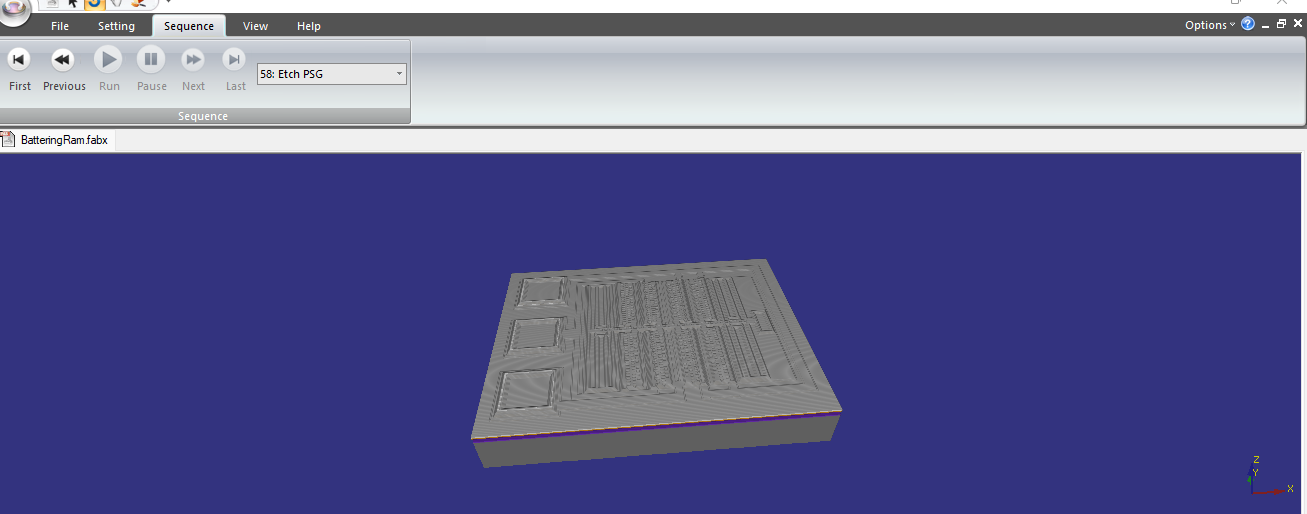 File Setting Sequence View Help Options
First Previous Run Pause Next Last 58: Etch PSG
Sequence
BatteringRam.fabx
Z
Y
X